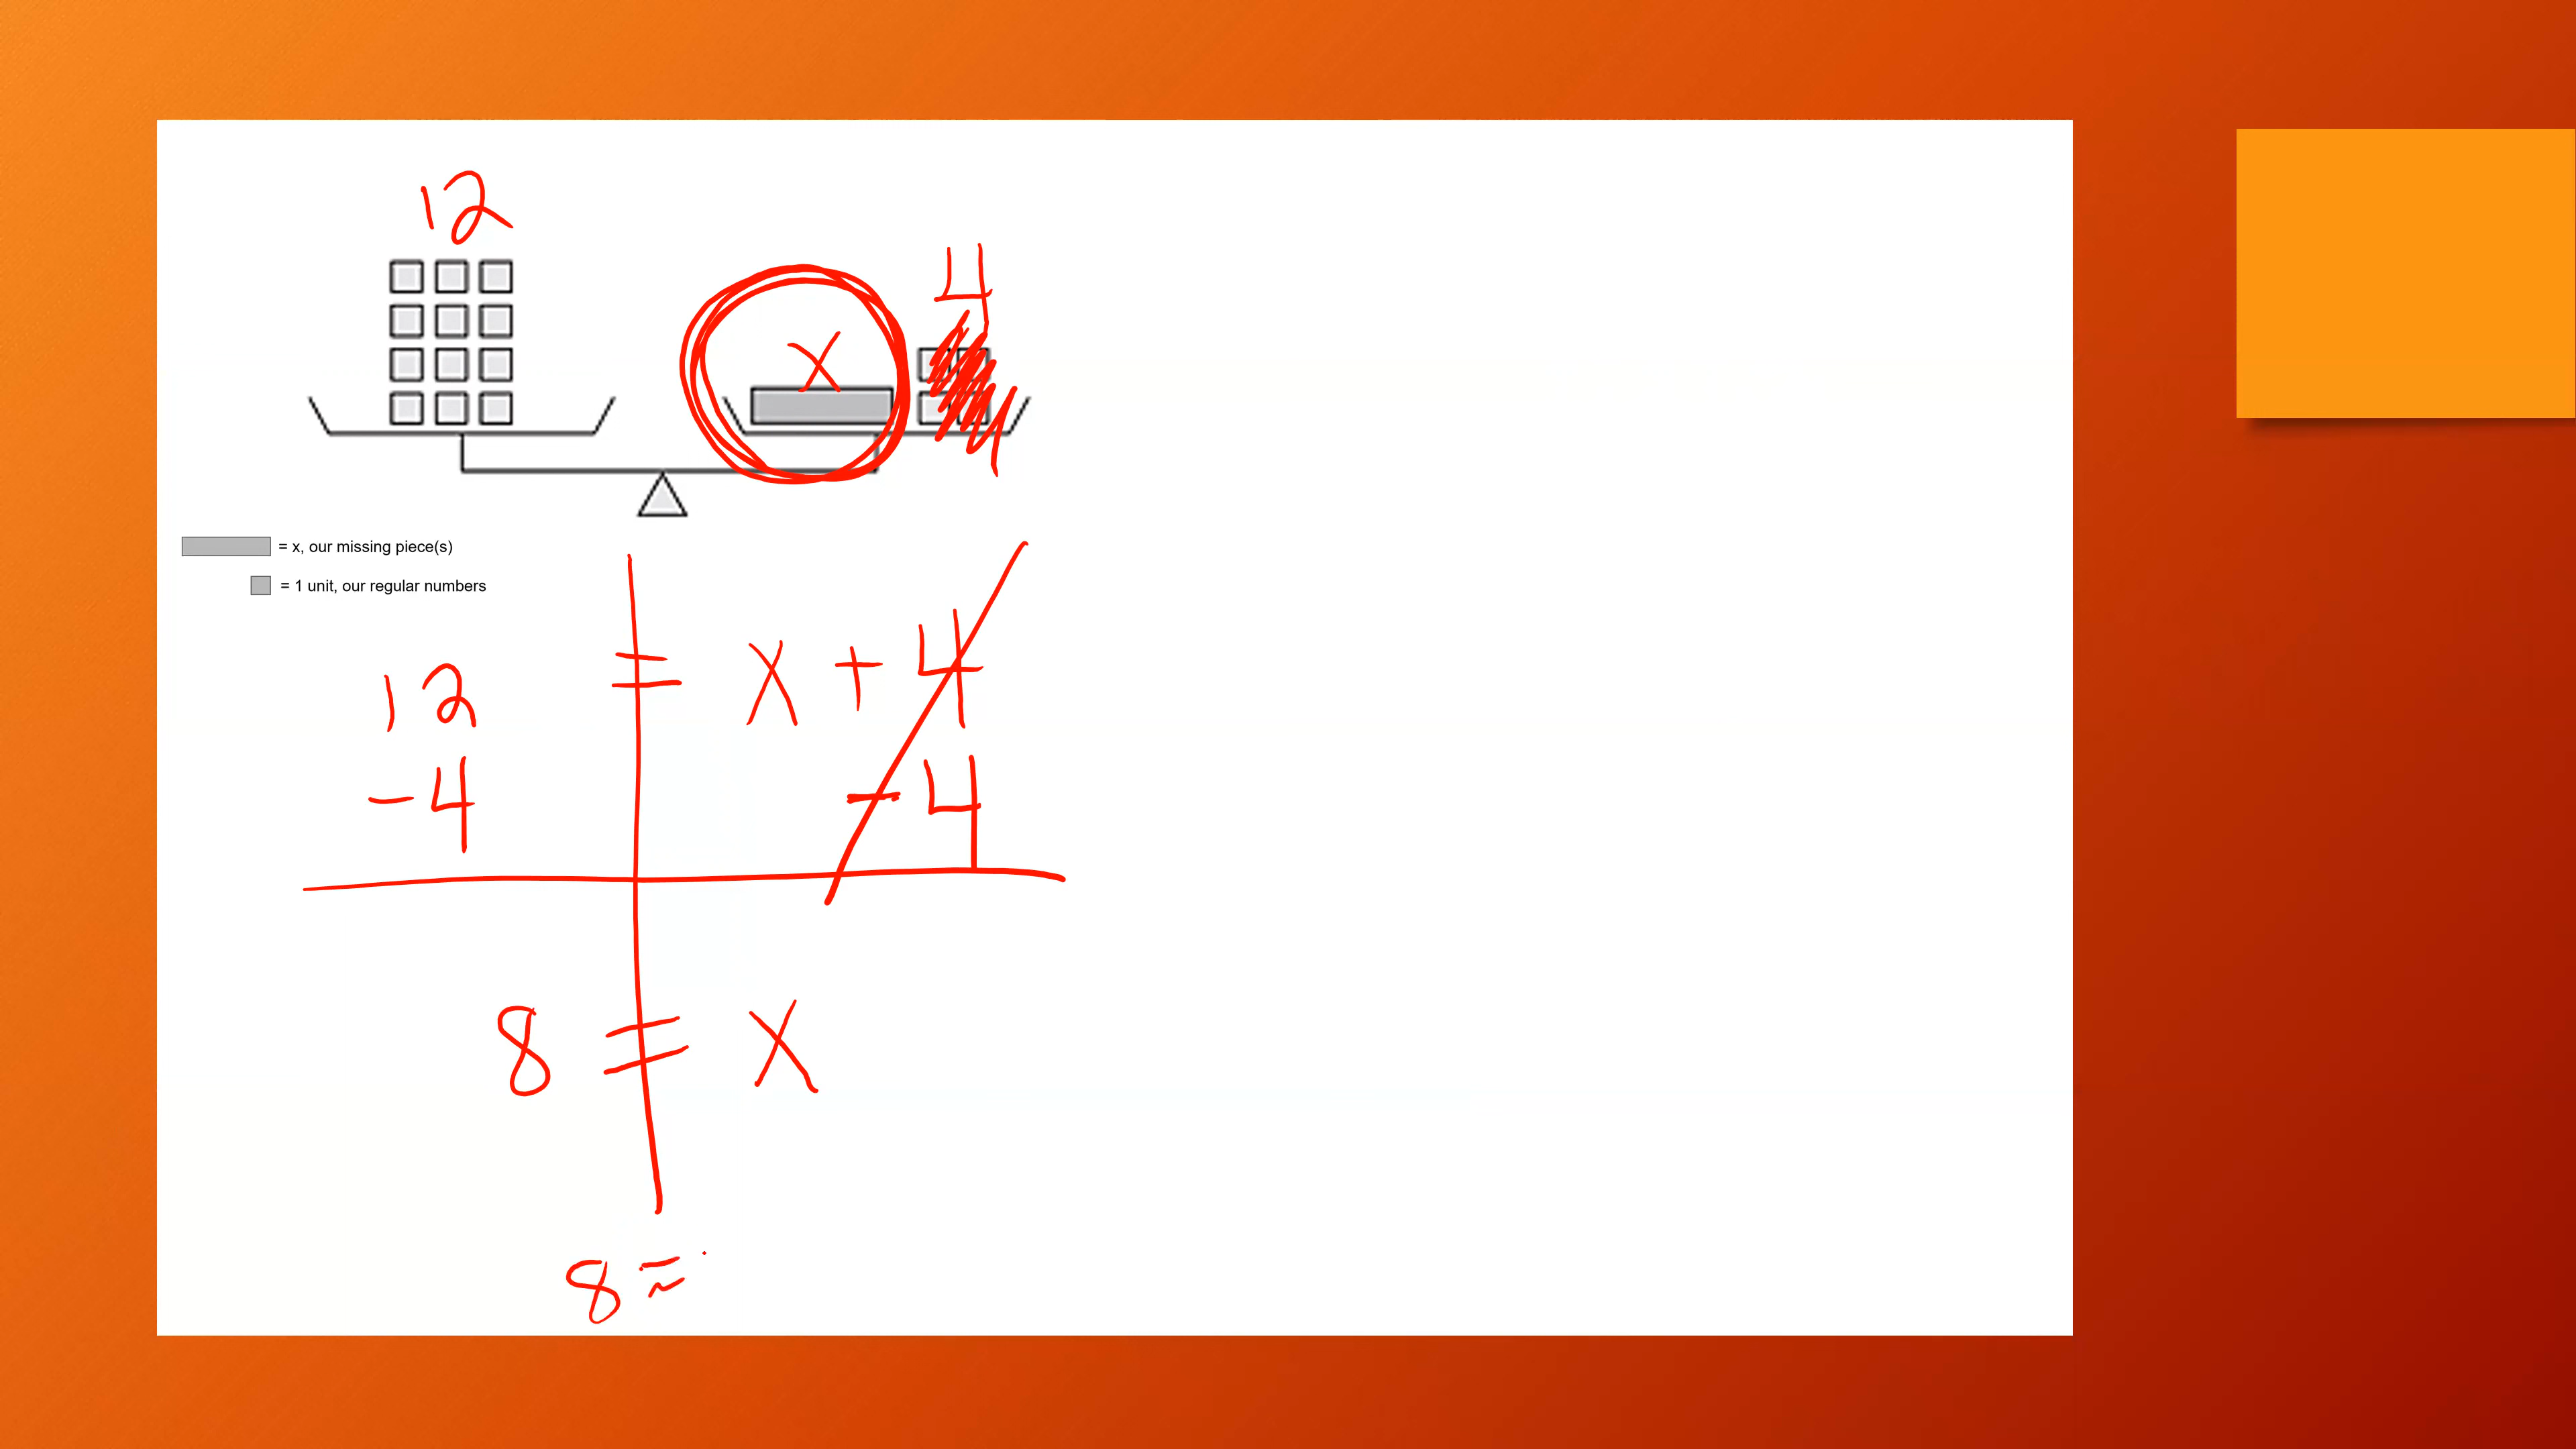 12
4
x
= x, our missing piece(s)
= 1 unit, our regular numbers
12 = x + 4
-4 -4
8 = x
8 =